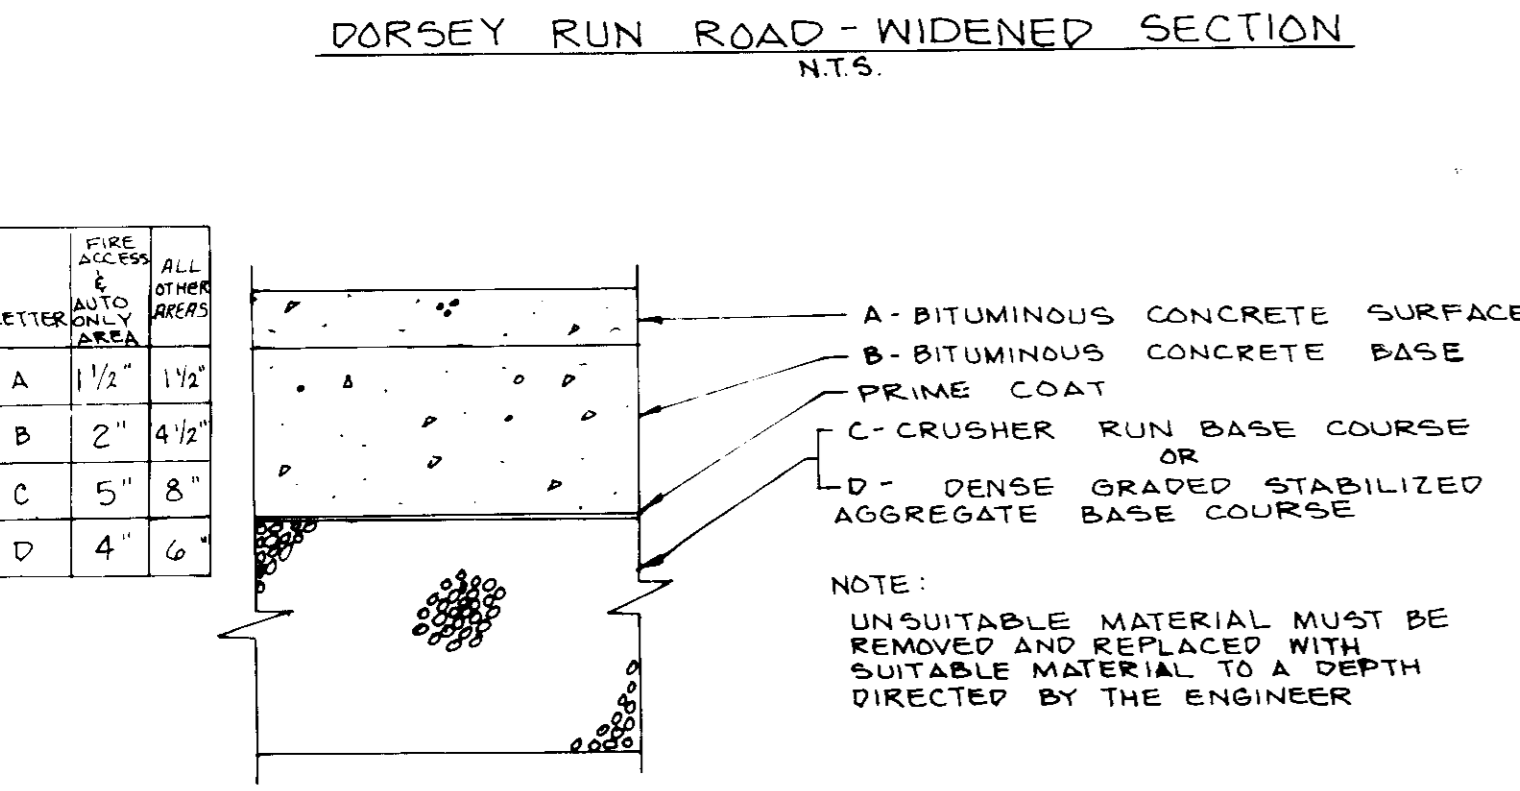 DORSEY RUN ROAD - WIDENED SECTION
N.T.S.
ETTER
FIRE
ACCESS
&
AUTO
ONLY
AREA
ALL
OTHER
AREAS
A 1 1/2" 1 1/2"
B 2" 4 1/2"
C 5" 8"
D 4" 6"
A - BITUMINOUS CONCRETE SURFACE
B - BITUMINOUS CONCRETE BASE
PRIME COAT
C - CRUSHER RUN BASE COURSE
OR
D - DENSE GRADED STABILIZED
AGGREGATE BASE COURSE
NOTE:
UNSUITABLE MATERIAL MUST BE
REMOVED AND REPLACED WITH
SUITABLE MATERIAL TO A DEPTH
DIRECTED BY THE ENGINEER